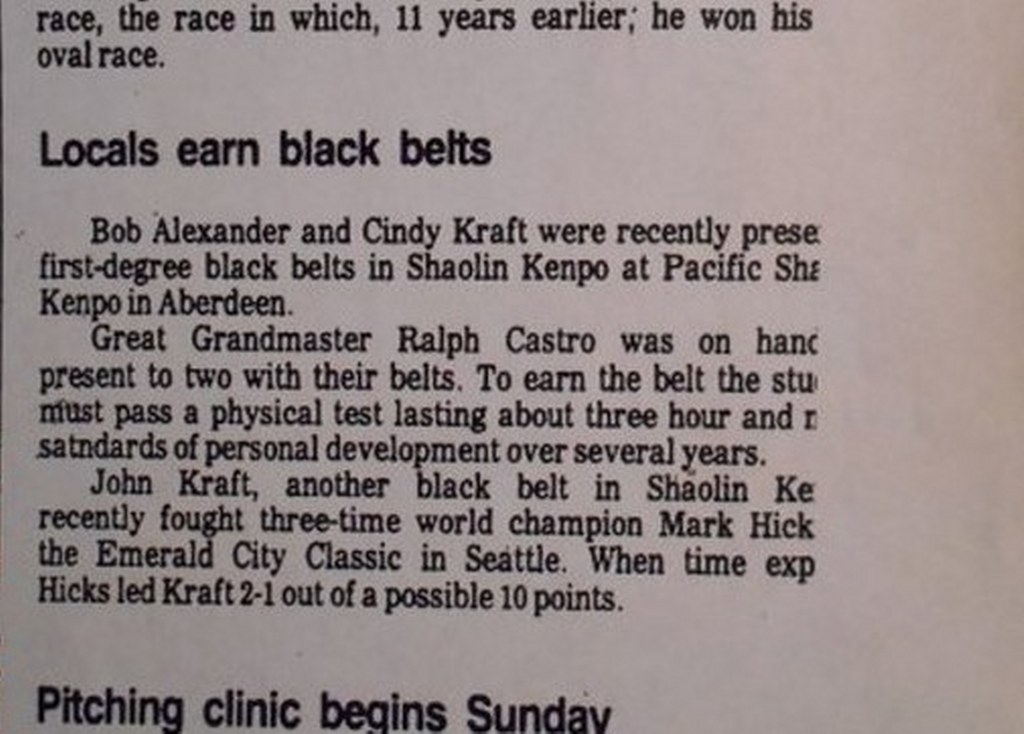 race, the race in which, 11 years earlier, he won his
oval race.
Locals earn black belts
Bob Alexander and Cindy Kraft were recently prese
first-degree black belts in Shaolin Kenpo at Pacific Sha
Kenpo in Aberdeen.
Great Grandmaster Ralph Castro was on hand
present to two with their belts. To earn the belt the stu
must pass a physical test lasting about three hour and
satndards of personal development over several years.
John Kraft, another black belt in Shaolin Ke
recently fought three-time world champion Mark Hick
the Emerald City Classic in Seattle. When time exp
Hicks led Kraft 2-1 out of a possible 10 points.
Pitching clinic begins Sunday